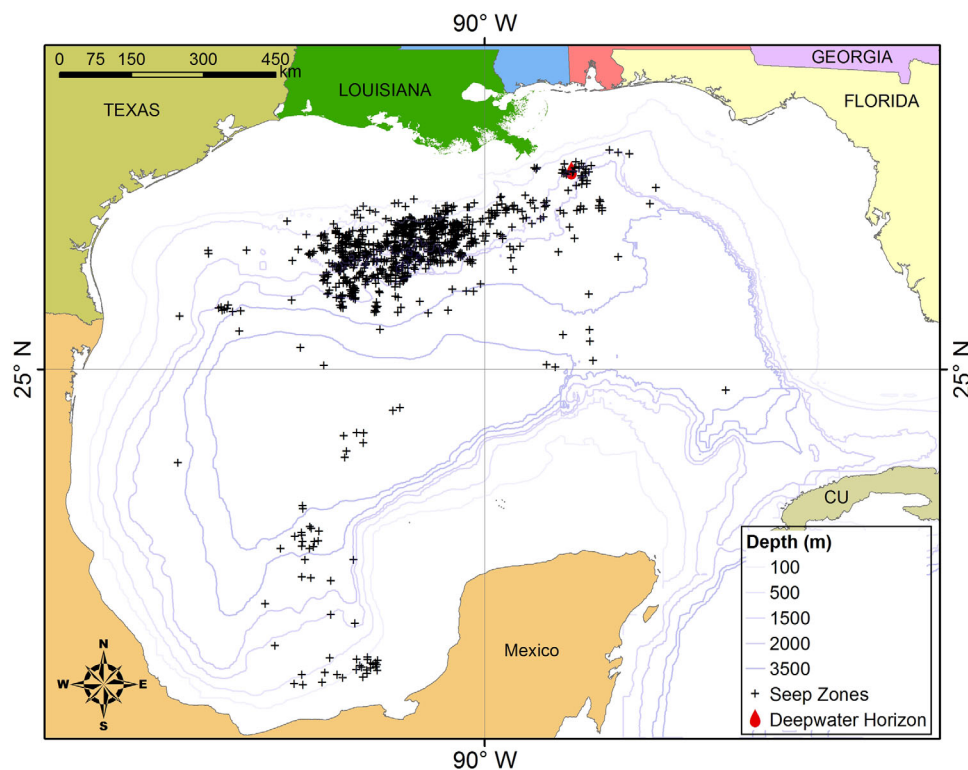 90° W
0 75 150 300 450
km
GEORGIA
LOUISIANA
TEXAS
FLORIDA
25° N
25° N
CU
Depth (m)
100
500
1500
2000
3500
Seep Zones
Deepwater Horizon
Mexico
N
W E
S
90° W